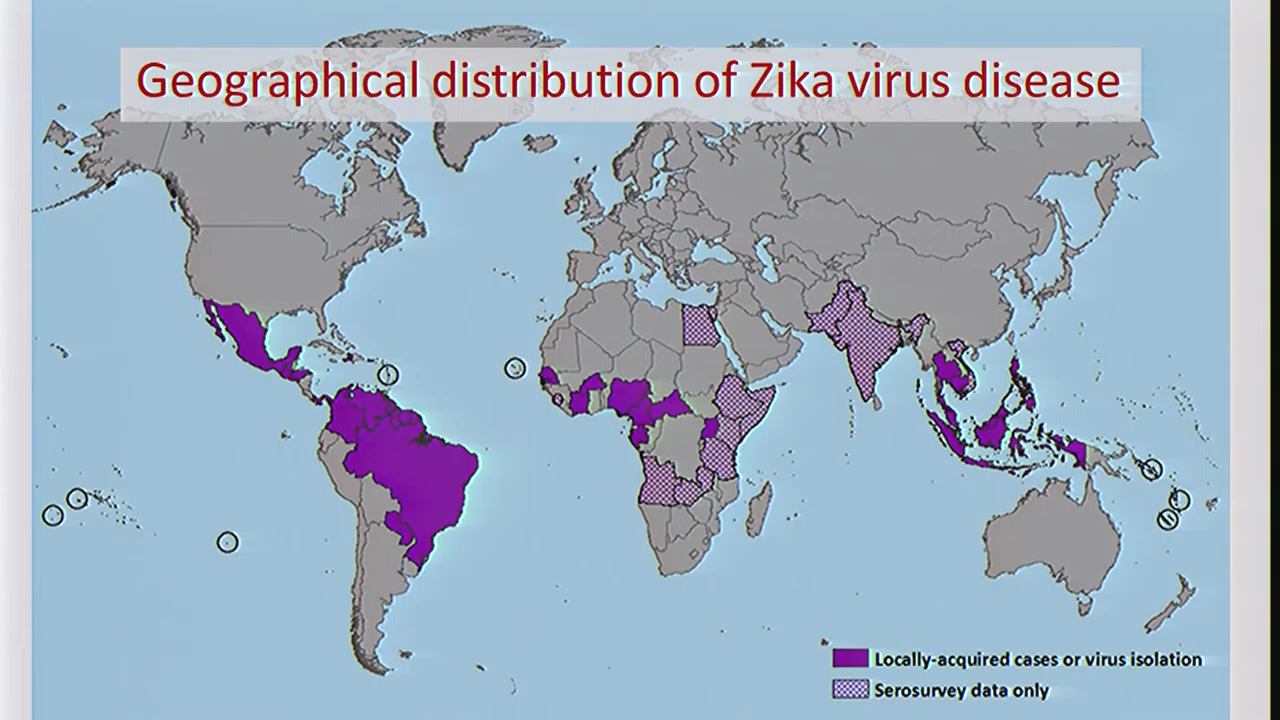 Geographical distribution of Zika virus disease
Locally-acquired cases or virus isolation
Serosurvey data only